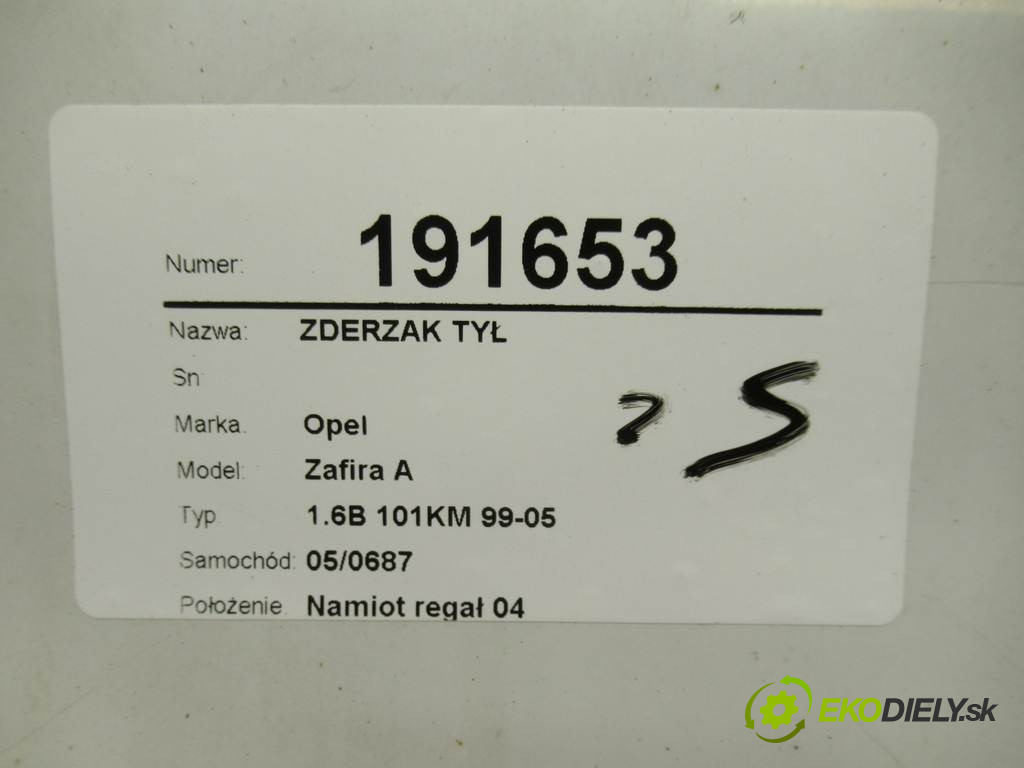 Numer: 191653
Nazwa: ZDERZAK TYŁ
Sn
Marka. Opel
Model: Zafira A
Typ 1.6B 101KM 99-05
Samochód: 05/0687
Położenie. Namiot regał 04
EKODIELY.sk